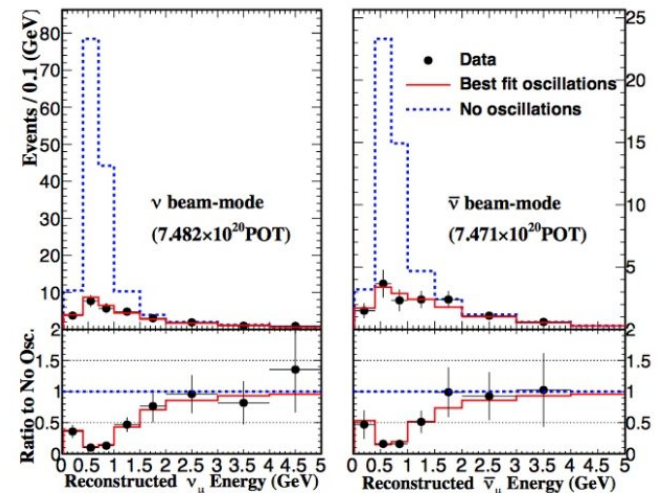 Events / 0.1 (GeV)
80
70
60
50
40
30
20
10
2
ν beam-mode
(7.482×10²⁰POT)
25
20
15
10
5
2
Data
Best fit oscillations
No oscillations
ν̅ beam-mode
(7.471×10²⁰POT)
Ratio to No Osc.
1.5
1
0.5
0
0 0.5 1 1.5 2 2.5 3 3.5 4 4.5 5
Reconstructed ν_μ Energy (GeV)
0 0.5 1 1.5 2 2.5 3 3.5 4 4.5 5
Reconstructed ν̅_μ Energy (GeV)